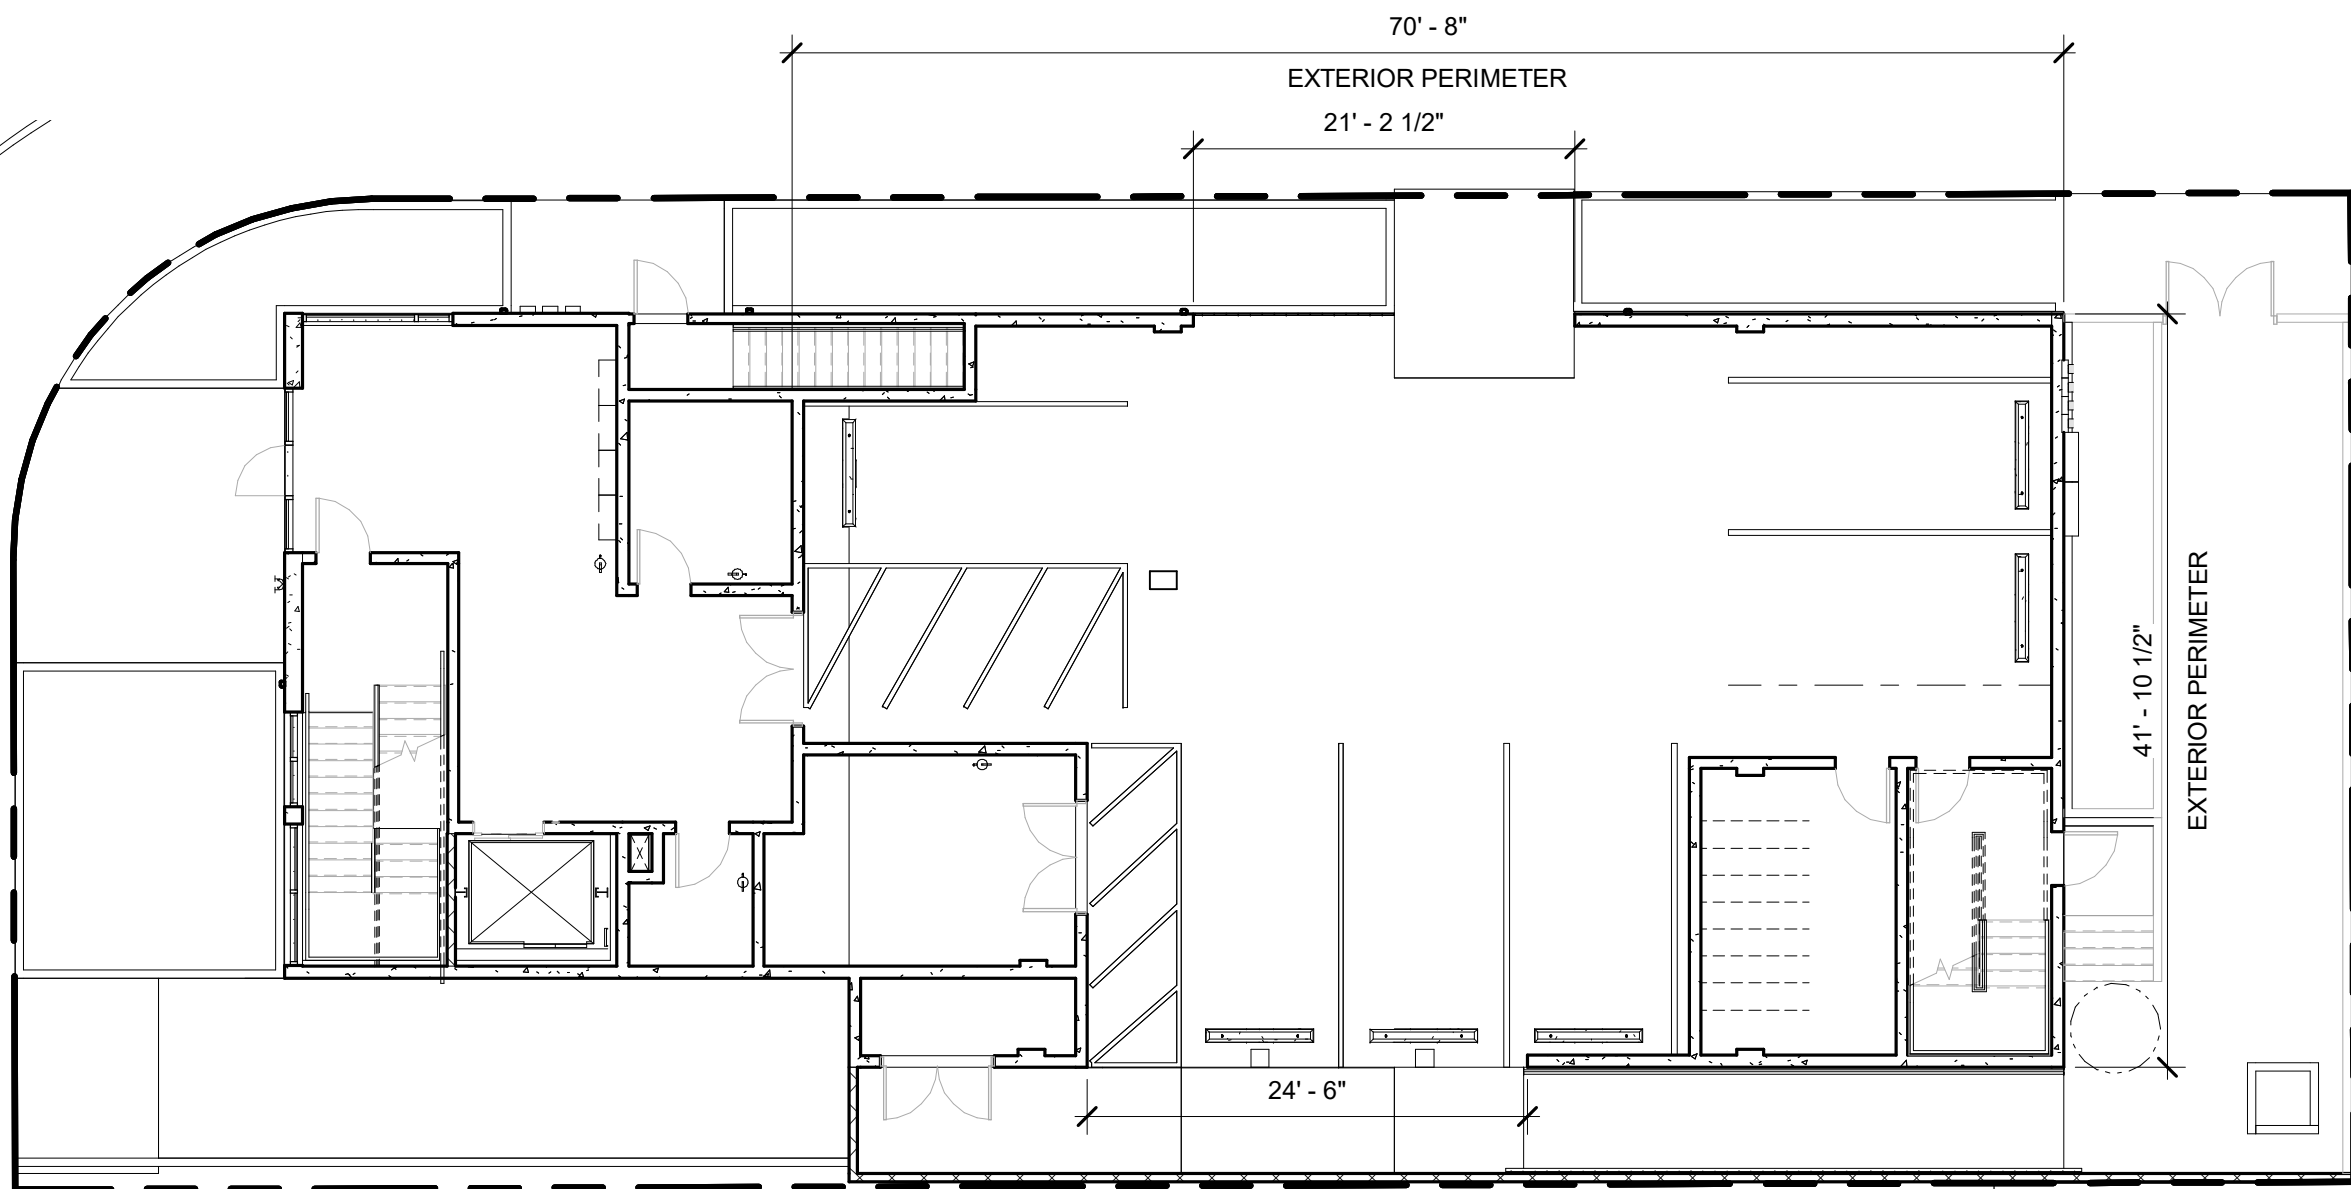 70' - 8"
EXTERIOR PERIMETER
21' - 2 1/2"
41' - 10 1/2"
EXTERIOR PERIMETER
24' - 6"